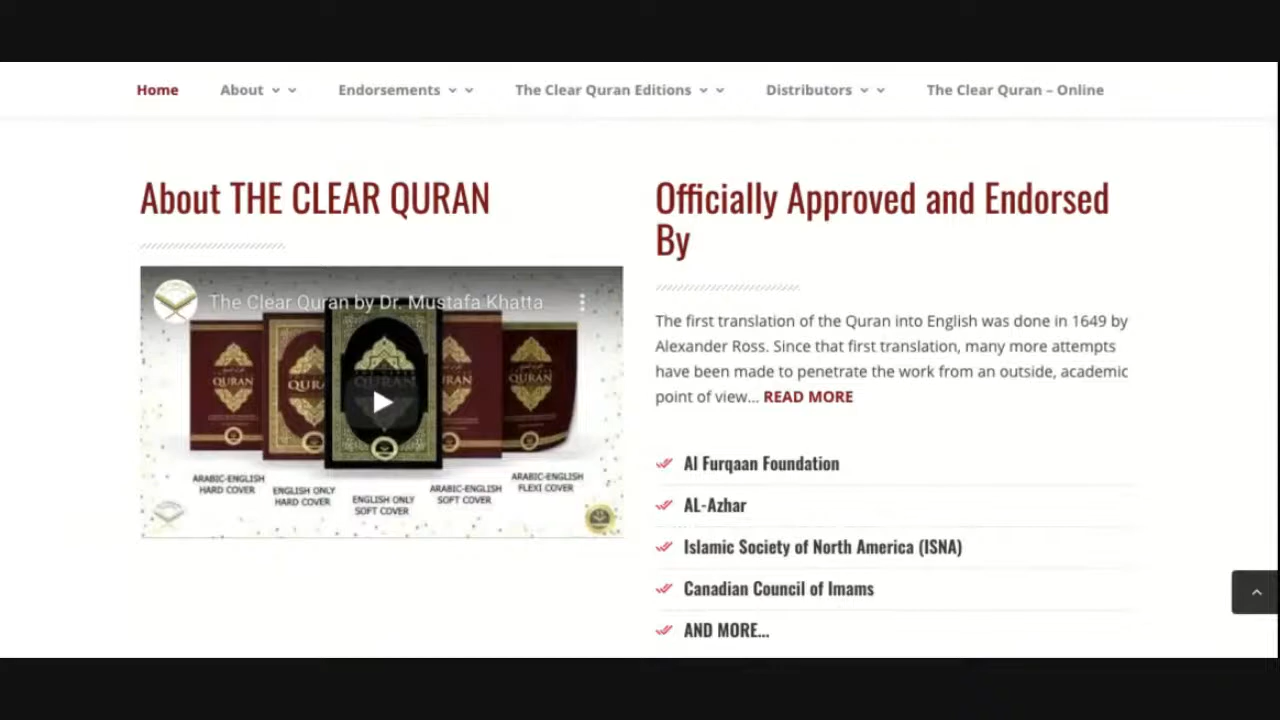 Home About Endorsements The Clear Quran Editions Distributors The Clear Quran – Online
About THE CLEAR QURAN
The Clear Quran by Dr. Mustafa Khatta
QURAN
QURAN
QURAN
QURAN
ARABIC-ENGLISH
HARD COVER
ENGLISH ONLY
HARD COVER
ENGLISH ONLY
SOFT COVER
ARABIC-ENGLISH
SOFT COVER
ARABIC-ENGLISH
FLEXI COVER
Officially Approved and Endorsed
By
The first translation of the Quran into English was done in 1649 by
Alexander Ross. Since that first translation, many more attempts
have been made to penetrate the work from an outside, academic
point of view... READ MORE
Al Furqaan Foundation
AL-Azhar
Islamic Society of North America (ISNA)
Canadian Council of Imams
AND MORE...